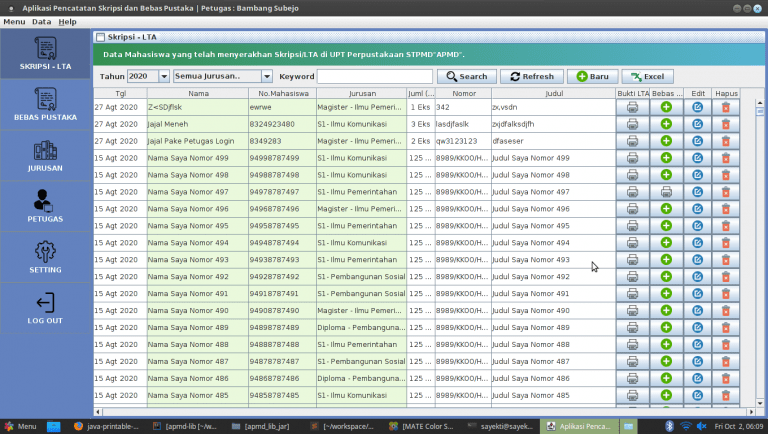 Aplikasi Pencatatan Skripsi dan Bebas Pustaka | Petugas : Bambang Subejo
Menu Data Help
SKRIPSI - LTA
BEBAS PUSTAKA
JURUSAN
PETUGAS
SETTING
LOG OUT
Skripsi - LTA
Data Mahasiswa yang telah menyerakhan Skripsi/LTA di UPT Perpustakaan STPMD"APMD".
Tahun 2020 Semua Jurusan.. Keyword Search Refresh Baru Excel
Tgl Nama No.Mahasiswa Jurusan Juml (... Nomor Judul Bukti LTA Bebas ... Edit Hapus
27 Agt 2020 Z<SDjflsk ewrwe Magister - Ilmu Pemeri... 1 Eks 342 zx,vsdn
27 Agt 2020 Jajal Meneh 8324923480 S1- Ilmu Komunikasi 3 Eks lasdjfaslk zxjdfalksdjfh
27 Agt 2020 Jajal Pake Petugas Login 8349283 Magister - Ilmu Pemeri... 2 Eks qw3123123 dfaseser
15 Agt 2020 Nama Saya Nomor 499 94998787499 S1- Ilmu Komunikasi 125 ... 8989/KKOO/H... Judul Saya Nomor 499
15 Agt 2020 Nama Saya Nomor 498 94988787498 S1- Ilmu Komunikasi 125 ... 8989/KKOO/H... Judul Saya Nomor 498
15 Agt 2020 Nama Saya Nomor 497 94978787497 S1- Ilmu Pemerintahan 125 ... 8989/KKOO/H... Judul Saya Nomor 497
15 Agt 2020 Nama Saya Nomor 496 94968787496 Magister - Ilmu Pemeri... 125 ... 8989/KKOO/H... Judul Saya Nomor 496
15 Agt 2020 Nama Saya Nomor 495 94958787495 S1- Ilmu Pemerintahan 125 ... 8989/KKOO/H... Judul Saya Nomor 495
15 Agt 2020 Nama Saya Nomor 494 94948787494 S1- Ilmu Komunikasi 125 ... 8989/KKOO/H... Judul Saya Nomor 494
15 Agt 2020 Nama Saya Nomor 493 94938787493 S1- Ilmu Komunikasi 125 ... 8989/KKOO/H... Judul Saya Nomor 493
15 Agt 2020 Nama Saya Nomor 492 94928787492 S1- Pembangunan Sosial 125 ... 8989/KKOO/H... Judul Saya Nomor 492
15 Agt 2020 Nama Saya Nomor 491 94918787491 S1- Ilmu Komunikasi 125 ... 8989/KKOO/H... Judul Saya Nomor 491
15 Agt 2020 Nama Saya Nomor 490 94908787490 Magister - Ilmu Pemeri... 125 ... 8989/KKOO/H... Judul Saya Nomor 490
15 Agt 2020 Nama Saya Nomor 489 94898787489 Diploma - Pembanguna... 125 ... 8989/KKOO/H... Judul Saya Nomor 489
15 Agt 2020 Nama Saya Nomor 488 94888787488 S1- Ilmu Pemerintahan 125 ... 8989/KKOO/H... Judul Saya Nomor 488
15 Agt 2020 Nama Saya Nomor 487 94878787487 S1- Pembangunan Sosial 125 ... 8989/KKOO/H... Judul Saya Nomor 487
15 Agt 2020 Nama Saya Nomor 486 94868787486 Diploma - Pembanguna... 125 ... 8989/KKOO/H... Judul Saya Nomor 486
15 Agt 2020 Nama Saya Nomor 485 94858787485 S1- Ilmu Komunikasi 125 ... 8989/KKOO/H... Judul Saya Nomor 485
Menu java-printable-... [apmd-lib [~/w... [apmd_lib_jar] ~/workspace/... [MATE Color S... sayekti@sayek... Aplikasi Penca... Fri Oct 2, 06:09